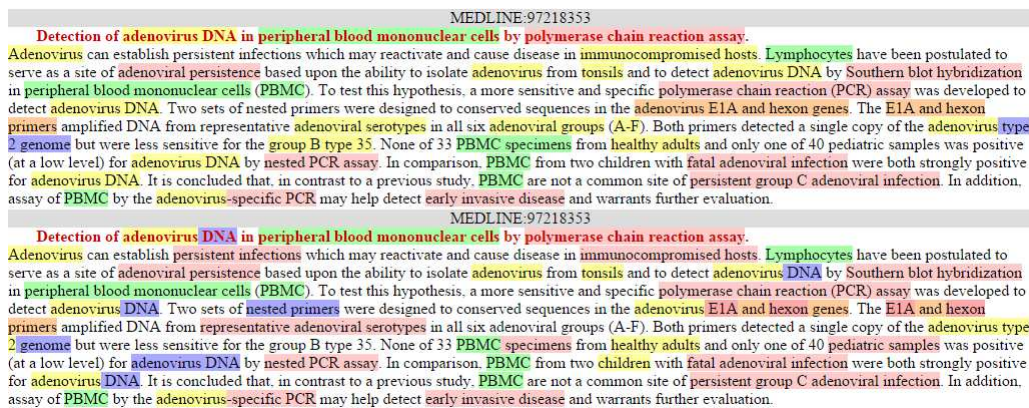 MEDLINE:97218353
Detection of adenovirus DNA in peripheral blood mononuclear cells by polymerase chain reaction assay.
Adenovirus can establish persistent infections which may reactivate and cause disease in immunocompromised hosts. Lymphocytes have been postulated to
serve as a site of adenoviral persistence based upon the ability to isolate adenovirus from tonsils and to detect adenovirus DNA by Southern blot hybridization
in peripheral blood mononuclear cells (PBMC). To test this hypothesis, a more sensitive and specific polymerase chain reaction (PCR) assay was developed to
detect adenovirus DNA. Two sets of nested primers were designed to conserved sequences in the adenovirus E1A and hexon genes. The E1A and hexon
primers amplified DNA from representative adenoviral serotypes in all six adenoviral groups (A-F). Both primers detected a single copy of the adenovirus type
2 genome but were less sensitive for the group B type 35. None of 33 PBMC specimens from healthy adults and only one of 40 pediatric samples was positive
(at a low level) for adenovirus DNA by nested PCR assay. In comparison, PBMC from two children with fatal adenoviral infection were both strongly positive
for adenovirus DNA. It is concluded that, in contrast to a previous study, PBMC are not a common site of persistent group C adenoviral infection. In addition,
assay of PBMC by the adenovirus-specific PCR may help detect early invasive disease and warrants further evaluation.
MEDLINE:97218353
Detection of adenovirus DNA in peripheral blood mononuclear cells by polymerase chain reaction assay.
Adenovirus can establish persistent infections which may reactivate and cause disease in immunocompromised hosts. Lymphocytes have been postulated to
serve as a site of adenoviral persistence based upon the ability to isolate adenovirus from tonsils and to detect adenovirus DNA by Southern blot hybridization
in peripheral blood mononuclear cells (PBMC). To test this hypothesis, a more sensitive and specific polymerase chain reaction (PCR) assay was developed to
detect adenovirus DNA. Two sets of nested primers were designed to conserved sequences in the adenovirus E1A and hexon genes. The E1A and hexon
primers amplified DNA from representative adenoviral serotypes in all six adenoviral groups (A-F). Both primers detected a single copy of the adenovirus type
2 genome but were less sensitive for the group B type 35. None of 33 PBMC specimens from healthy adults and only one of 40 pediatric samples was positive
(at a low level) for adenovirus DNA by nested PCR assay. In comparison, PBMC from two children with fatal adenoviral infection were both strongly positive
for adenovirus DNA. It is concluded that, in contrast to a previous study, PBMC are not a common site of persistent group C adenoviral infection. In addition,
assay of PBMC by the adenovirus-specific PCR may help detect early invasive disease and warrants further evaluation.